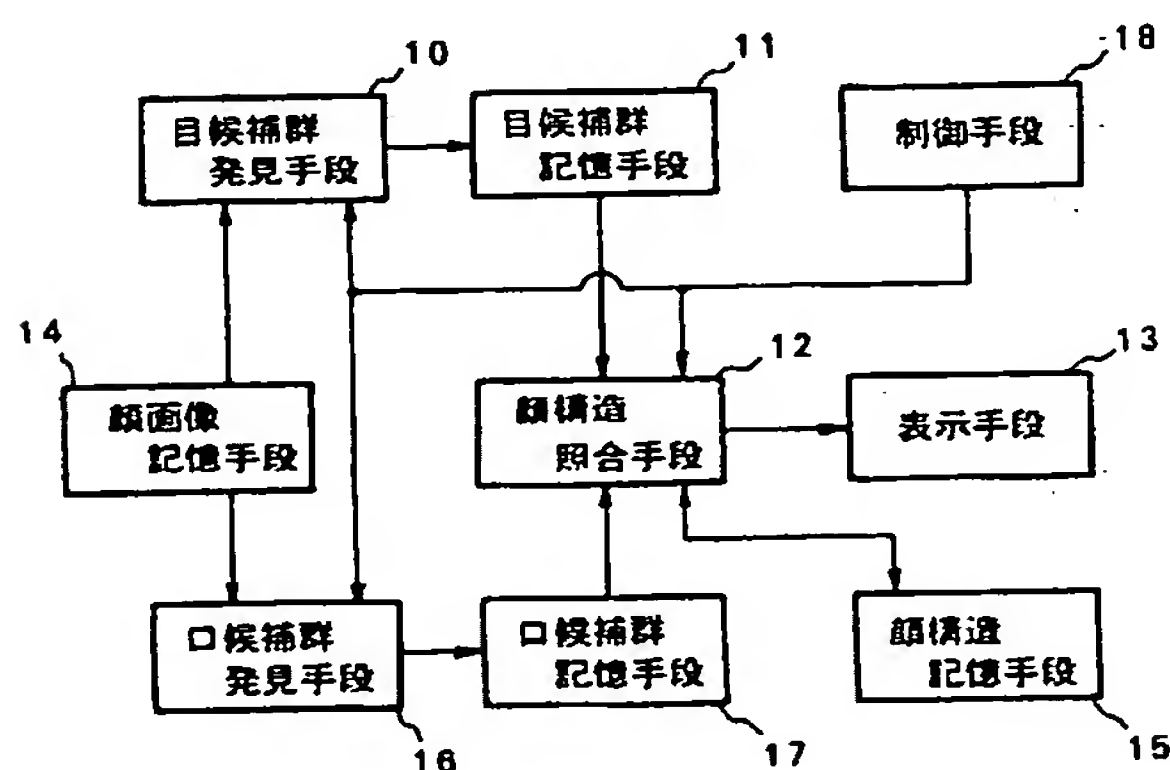 10
11
18
目候補群
発見手段
目候補群
記憶手段
制御手段
14
12
13
顔画像
記憶手段
顔構造
照合手段
表示手段
口候補群
発見手段
口候補群
記憶手段
顔構造
記憶手段
16
17
15